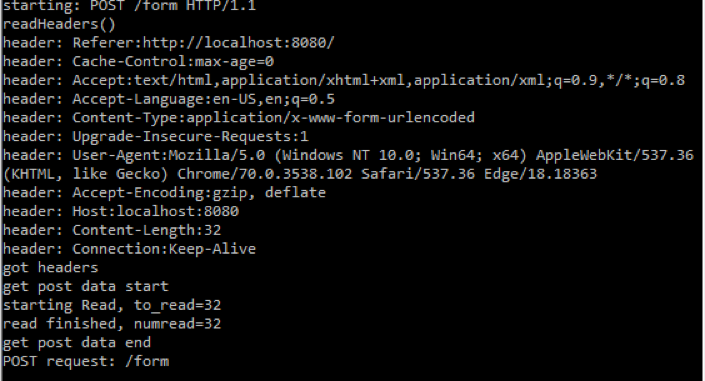 starting: POST /form HTTP/1.1
readHeaders()
header: Referer:http://localhost:8080/
header: Cache-Control:max-age=0
header: Accept:text/html,application/xhtml+xml,application/xml;q=0.9,*/*;q=0.8
header: Accept-Language:en-US,en;q=0.5
header: Content-Type:application/x-www-form-urlencoded
header: Upgrade-Insecure-Requests:1
header: User-Agent:Mozilla/5.0 (Windows NT 10.0; Win64; x64) AppleWebKit/537.36
(KHTML, like Gecko) Chrome/70.0.3538.102 Safari/537.36 Edge/18.18363
header: Accept-Encoding:gzip, deflate
header: Host:localhost:8080
header: Content-Length:32
header: Connection:Keep-Alive
got headers
get post data start
starting Read, to_read=32
read finished, numread=32
get post data end
POST request: /form